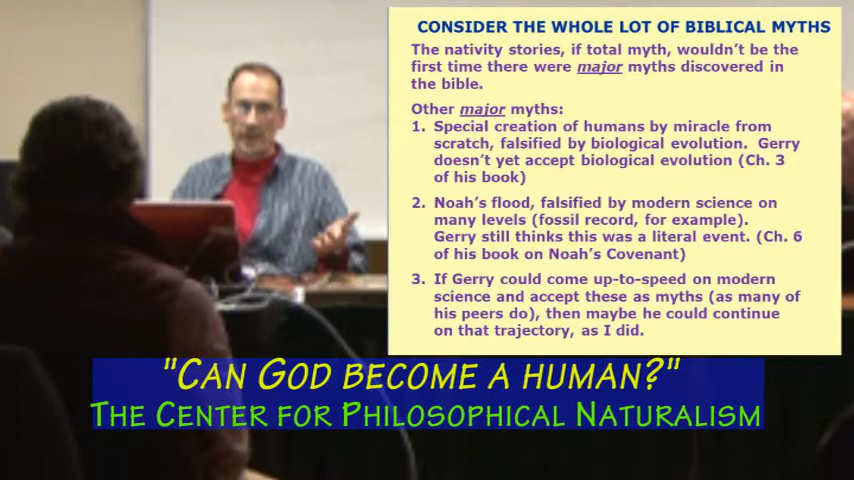 CONSIDER THE WHOLE LOT OF BIBLICAL MYTHS
The nativity stories, if total myth, wouldn't be the
first time there were major myths discovered in
the bible.
Other major myths:
1. Special creation of humans by miracle from
scratch, falsified by biological evolution. Gerry
doesn't yet accept biological evolution (Ch. 3
of his book)
2. Noah's flood, falsified by modern science on
many levels (fossil record, for example).
Gerry still thinks this was a literal event. (Ch. 6
of his book on Noah's Covenant)
3. If Gerry could come up-to-speed on modern
science and accept these as myths (as many of
his peers do), then maybe he could continue
on that trajectory, as I did.
"CAN GOD BECOME A HUMAN?"
THE CENTER FOR PHILOSOPHICAL NATURALISM